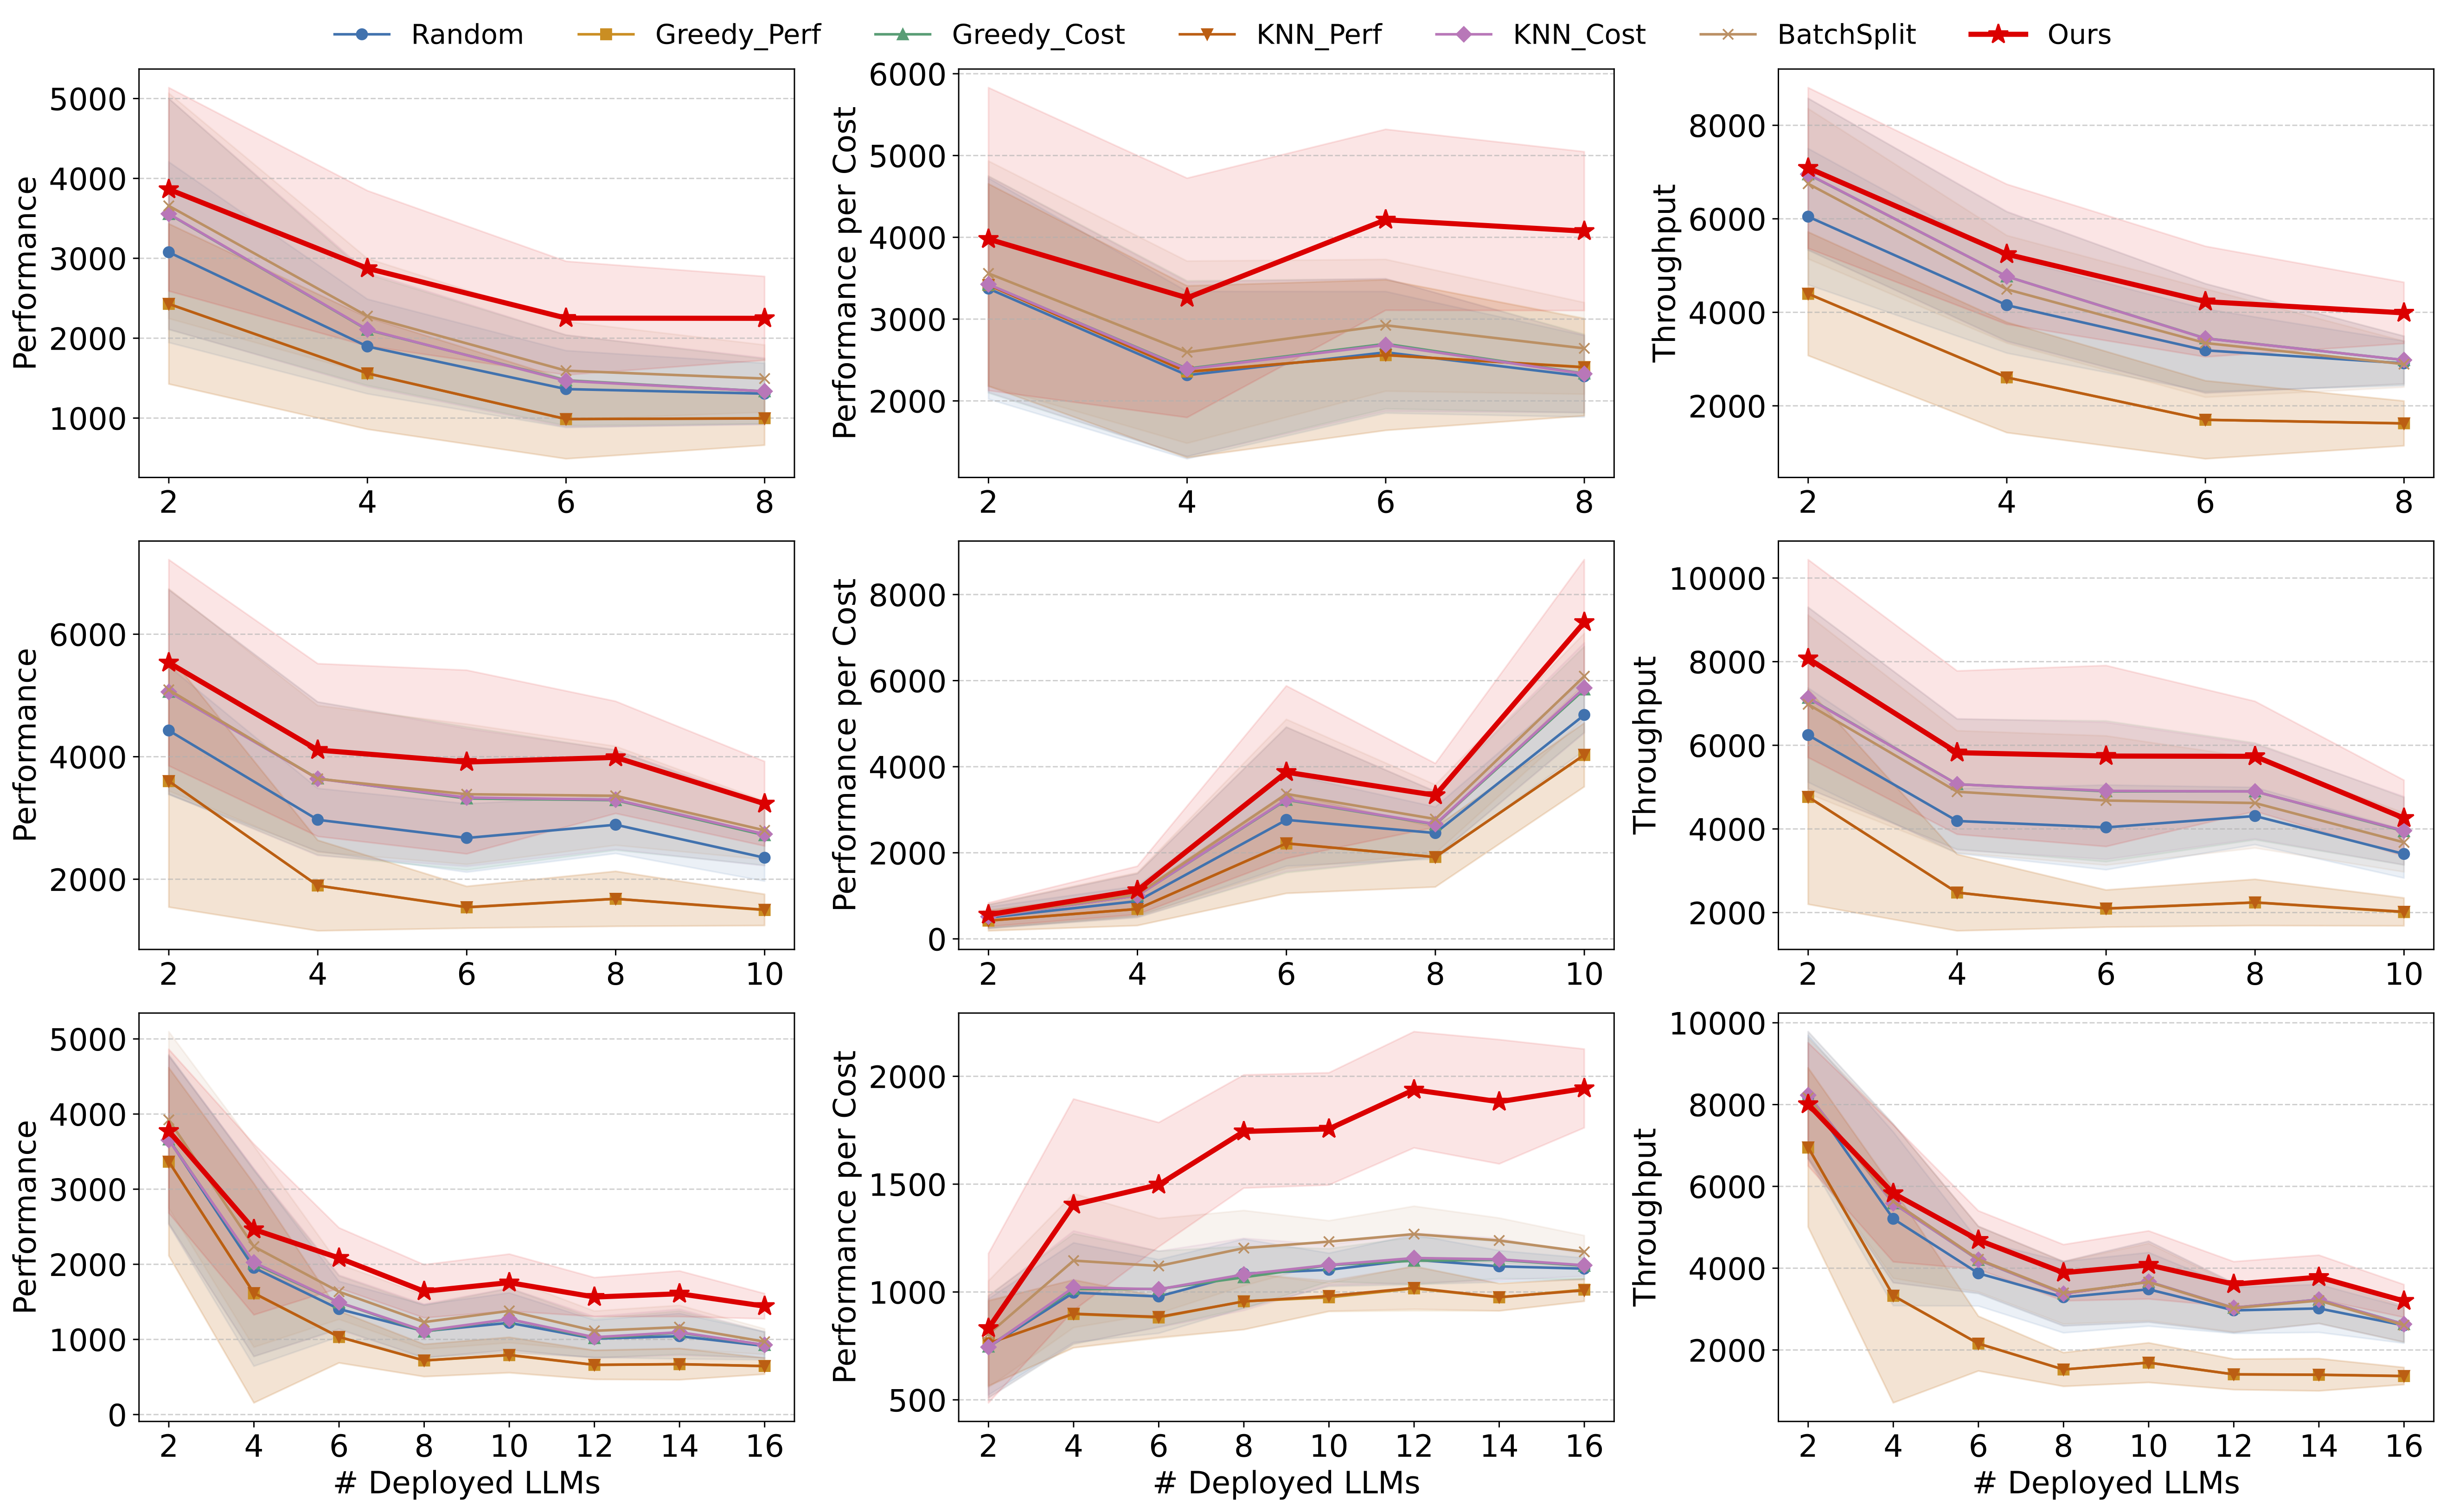 Random Greedy_Perf Greedy_Cost KNN_Perf KNN_Cost BatchSplit Ours
Performance
5000
4000
3000
2000
1000
2 4 6 8
Performance per Cost
6000
5000
4000
3000
2000
2 4 6 8
Throughput
8000
6000
4000
2000
2 4 6 8
Performance
6000
4000
2000
2 4 6 8 10
Performance per Cost
8000
6000
4000
2000
0
2 4 6 8 10
Throughput
10000
8000
6000
4000
2000
2 4 6 8 10
Performance
5000
4000
3000
2000
1000
0
2 4 6 8 10 12 14 16
# Deployed LLMs
Performance per Cost
2000
1500
1000
500
2 4 6 8 10 12 14 16
# Deployed LLMs
Throughput
10000
8000
6000
4000
2000
2 4 6 8 10 12 14 16
# Deployed LLMs